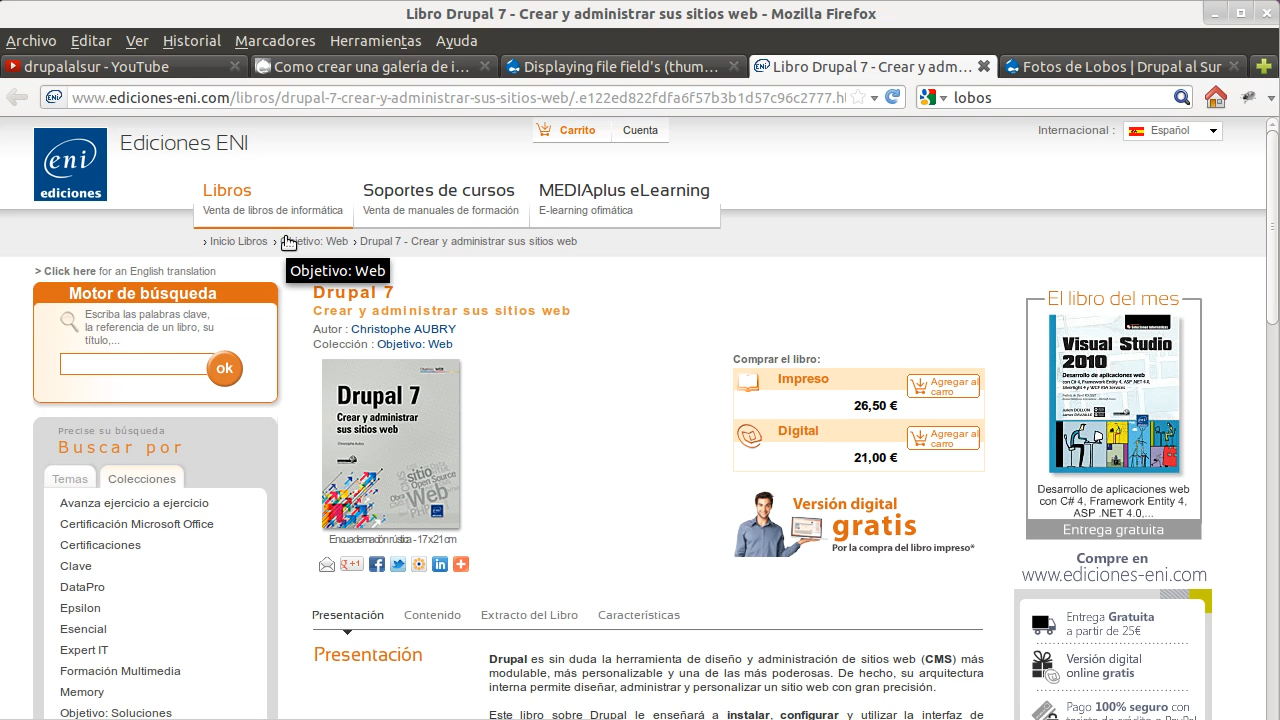 Libro Drupal 7 - Crear y administrar sus sitios web - Mozilla Firefox
Archivo Editar Ver Historial Marcadores Herramientas Ayuda
drupalalsur - YouTube
Como crear una galería de i...
Displaying file field's (thum...
Libro Drupal 7 - Crear y adm...
Fotos de Lobos | Drupal al Sur
www.ediciones-eni.com/libros/drupal-7-crear-y-administrar-sus-sitios-web/.e122ed822fdfa6f57b3b1d57c96c2777.h
lobos
eni
ediciones
Ediciones ENI
Carrito Cuenta
Internacional : Español
Libros Soportes de cursos MEDIAplus eLearning
Venta de libros de informática Venta de manuales de formación E-learning ofimática
› Inicio Libros › Objetivo: Web › Drupal 7 - Crear y administrar sus sitios web
Objetivo: Web
> Click here for an English translation
Motor de búsqueda
Escriba las palabras clave,
la referencia de un libro, su
título,...
ok
Precise su búsqueda
Buscar por
Temas Colecciones
Avanza ejercicio a ejercicio
Certificación Microsoft Office
Certificaciones
Clave
DataPro
Epsilon
Esencial
Expert IT
Formación Multimedia
Memory
Objetivo: Soluciones
Drupal 7
Crear y administrar sus sitios web
Autor : Christophe AUBRY
Colección : Objetivo: Web
Drupal 7
Crear y administrar
sus sitios web
Encuadernación rústica - 17 x 21 cm
+1
Comprar el libro:
Impreso
Agregar al
carro
26,50 €
Digital
Agregar al
carro
21,00 €
Versión digital
gratis
Por la compra del libro impreso*
Presentación Contenido Extracto del Libro Características
Presentación
Drupal es sin duda la herramienta de diseño y administración de sitios web (CMS) más
modulable, más personalizable y una de las más poderosas. De hecho, su arquitectura
interna permite diseñar, administrar y personalizar un sitio web con gran precisión.
Este libro sobre Drupal le enseñará a instalar, configurar y utilizar la interfaz de
El libro del mes
Visual Studio
2010
Desarrollo de aplicaciones web
Desarrollo de aplicaciones web
con C# 4, Framework Entity 4,
ASP .NET 4.0,...
Entrega gratuita
Compre en
www.ediciones-eni.com
Entrega Gratuita
a partir de 25€
Versión digital
online gratis
Pago 100% seguro con